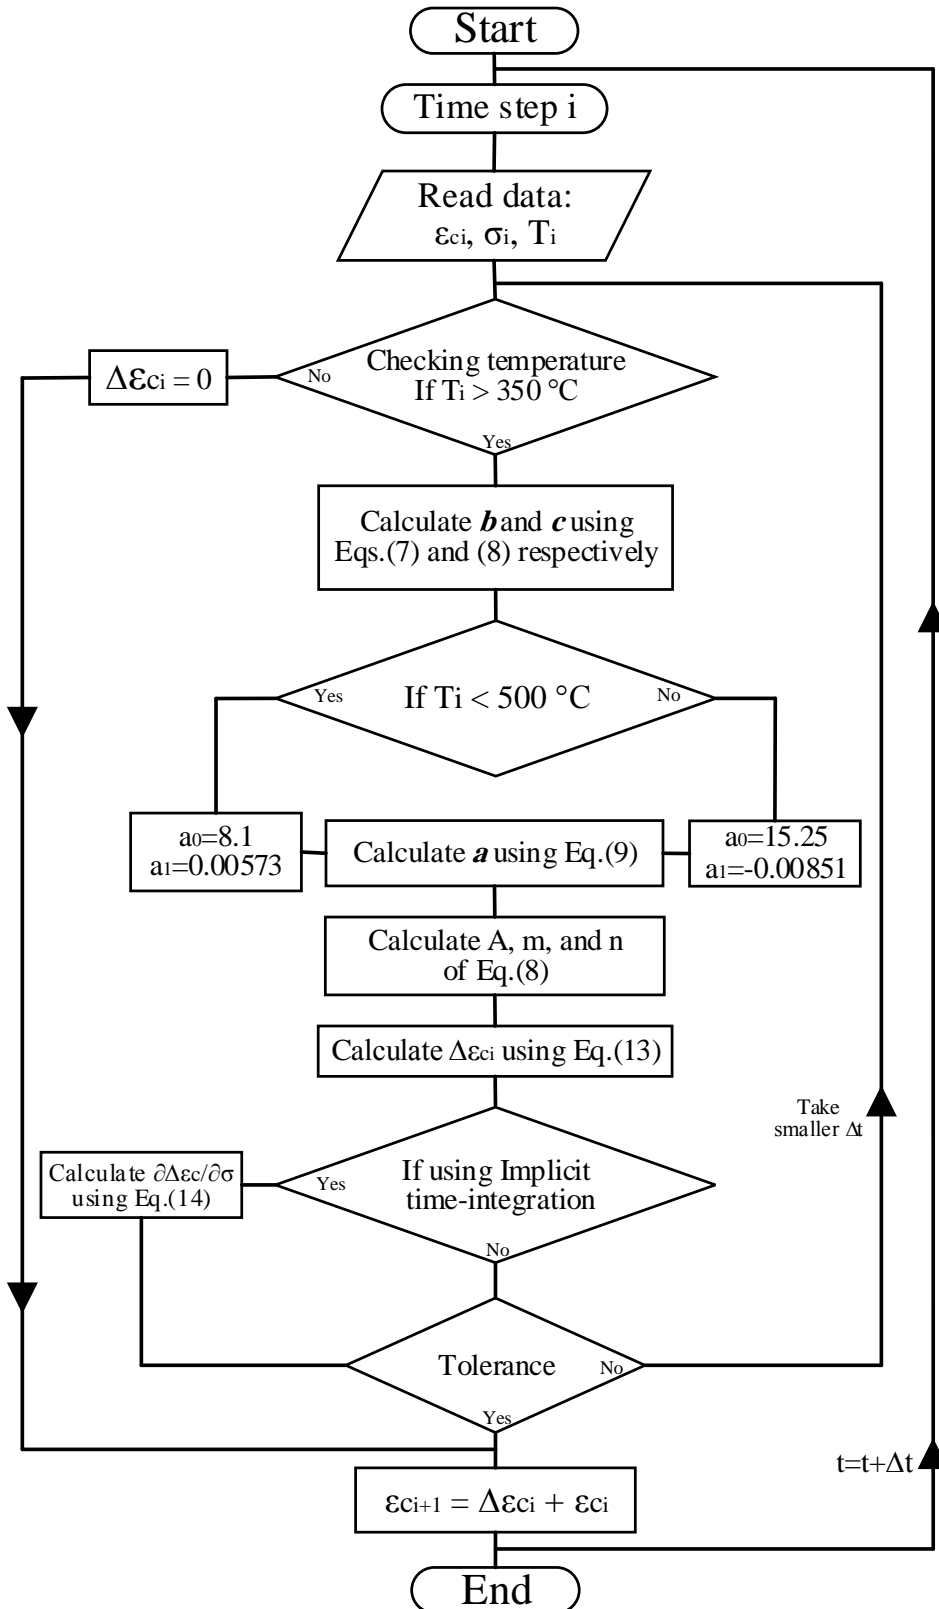 Start
Time step i
Read data:
εci, σi, Ti
Checking temperature
If Ti > 350 °C
No
Yes
Δεci = 0
Calculate b and c using
Eqs.(7) and (8) respectively
If Ti < 500 °C
Yes
No
a0=8.1
a1=0.00573
Calculate a using Eq.(9)
a0=15.25
a1=-0.00851
Calculate A, m, and n
of Eq.(8)
Calculate Δεci using Eq.(13)
Take
smaller Δt
If using Implicit
time-integration
Yes
No
Calculate ∂Δεc/∂σ
using Eq.(14)
Tolerance
No
Yes
t=t+Δt
εci+1 = Δεci + εci
End